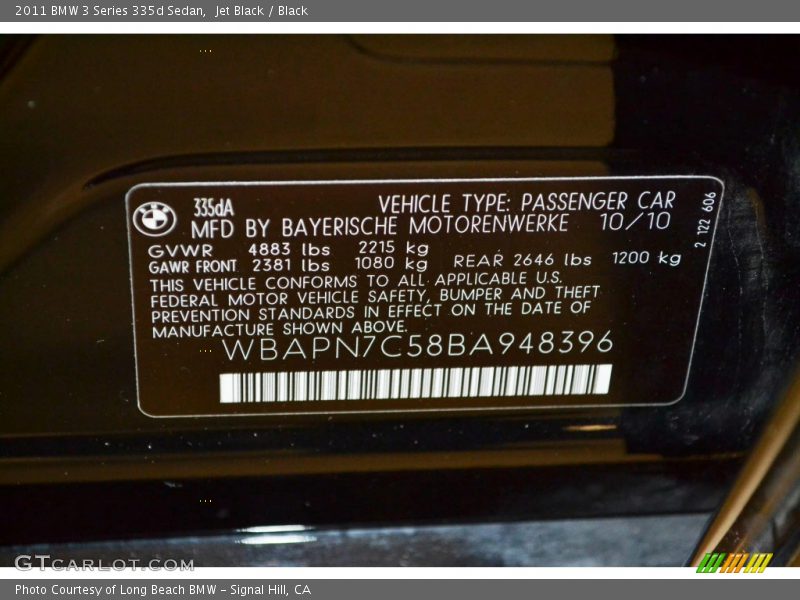 2011 BMW 3 Series 335d Sedan,  Jet Black / Black
335dA VEHICLE TYPE: PASSENGER CAR
MFD BY BAYERISCHE MOTORENWERKE 10/10
GVWR 4883 lbs 2215 kg
GAWR FRONT 2381 lbs 1080 kg REAR 2646 lbs 1200 kg
THIS VEHICLE CONFORMS TO ALL APPLICABLE U.S.
FEDERAL MOTOR VEHICLE SAFETY, BUMPER AND THEFT
PREVENTION STANDARDS IN EFFECT ON THE DATE OF
MANUFACTURE SHOWN ABOVE.
WBAPN7C58BA948396
2 122 606
GTCARLOT.COM
Photo Courtesy of Long Beach BMW - Signal Hill, CA